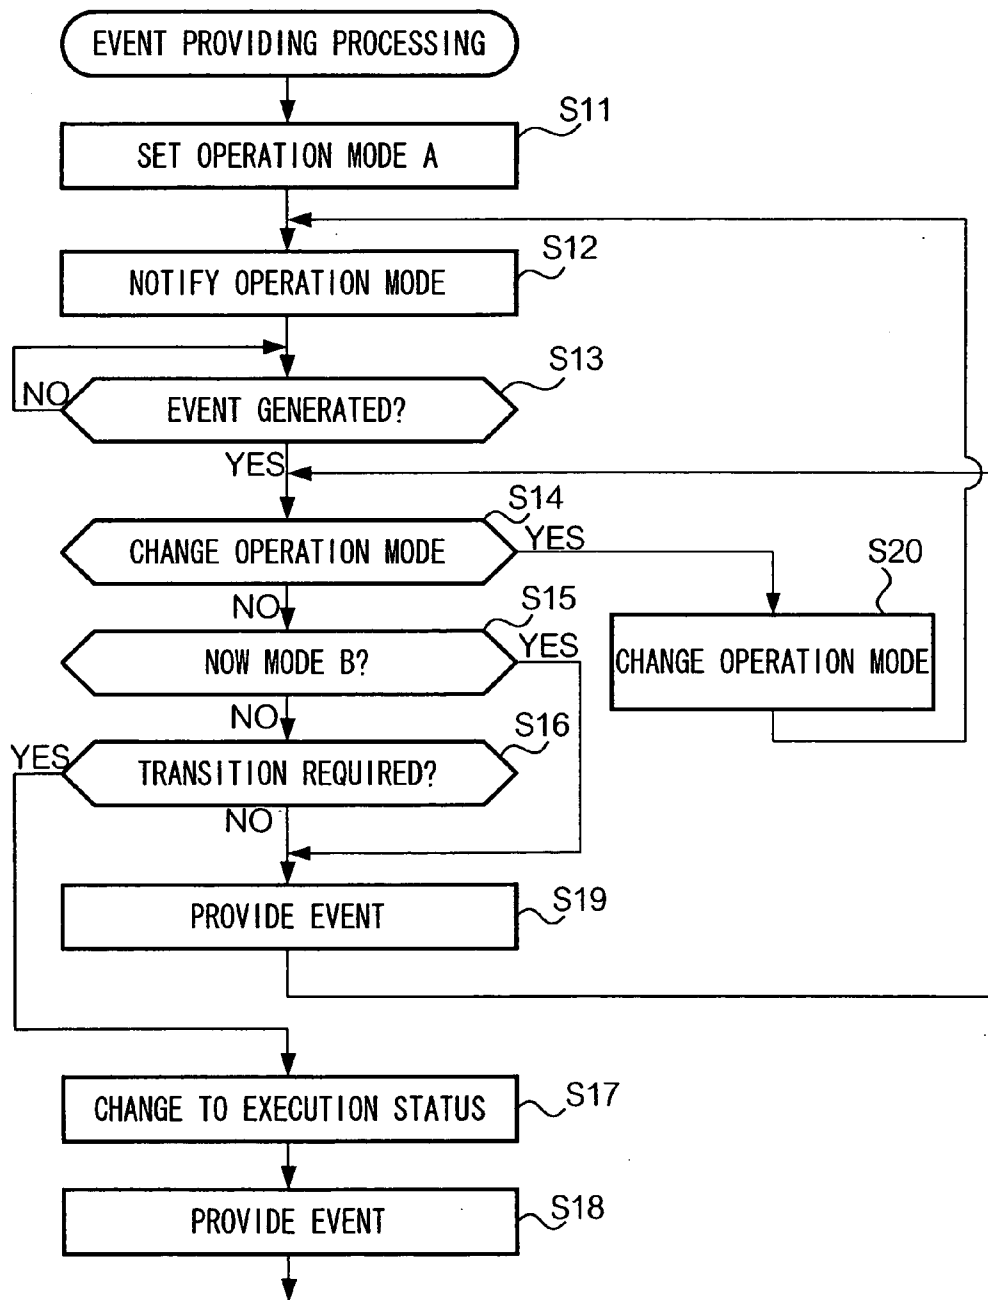 EVENT PROVIDING PROCESSING
S11
SET OPERATION MODE A
S12
NOTIFY OPERATION MODE
S13
NO
EVENT GENERATED?
YES
S14
CHANGE OPERATION MODE
YES
S20
NO
S15
CHANGE OPERATION MODE
NOW MODE B?
YES
NO
S16
YES
TRANSITION REQUIRED?
NO
S19
PROVIDE EVENT
S17
CHANGE TO EXECUTION STATUS
S18
PROVIDE EVENT